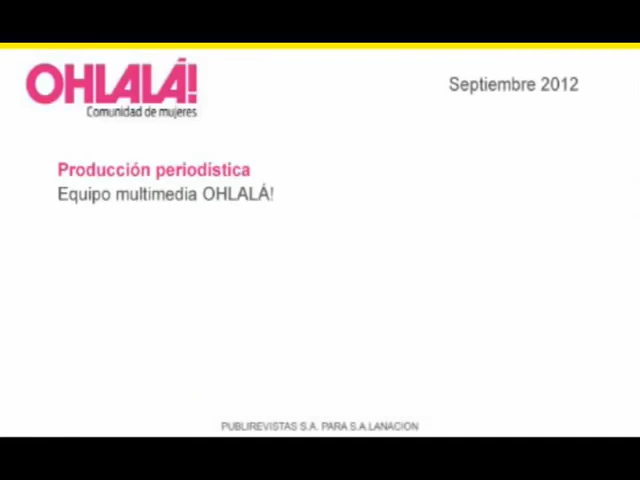 OHLALÁ!
Comunidad de mujeres
Septiembre 2012
Producción periodística
Equipo multimedia OHLALÁ!
PUBLIREVISTAS S.A. PARA S.A.LANACION